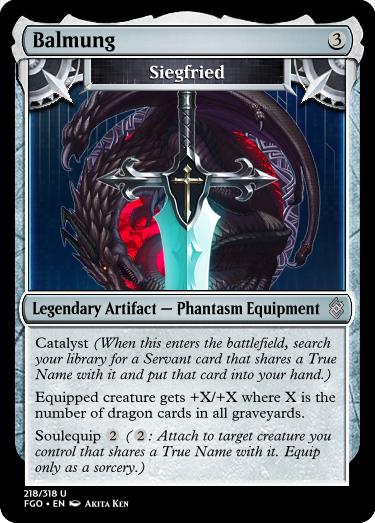 Balmung 3
Siegfried
Legendary Artifact — Phantasm Equipment
Catalyst (When this enters the battlefield, search
your library for a Servant card that shares a True
Name with it and put that card into your hand.)
Equipped creature gets +X/+X where X is the
number of dragon cards in all graveyards.
Soulequip 2 ( 2 : Attach to target creature you
control that shares a True Name with it. Equip
only as a sorcery.)
218/318 U
FGO • EN Akita Ken